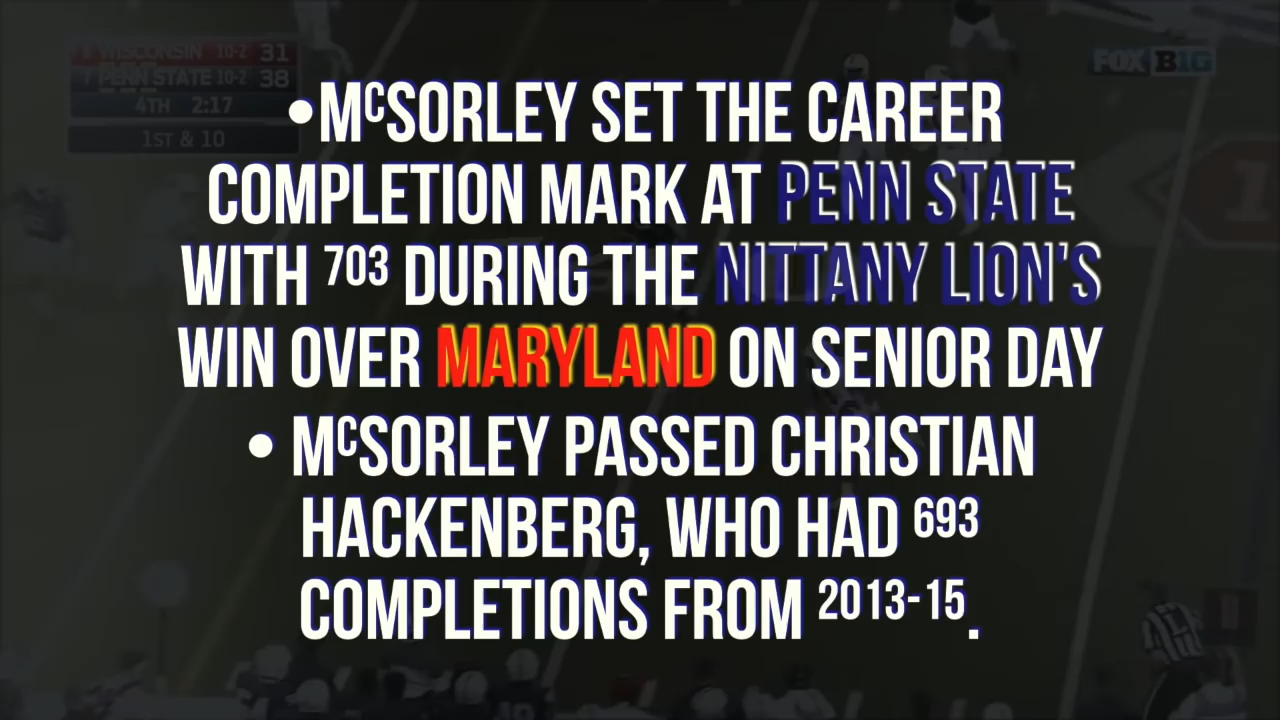 WISCONSIN 10-2 31
7 PENN STATE 10-2 38
4TH 2:17
1ST & 10
FOX B1G
•McSORLEY SET THE CAREER
COMPLETION MARK AT PENN STATE
WITH 703 DURING THE NITTANY LION'S
WIN OVER MARYLAND ON SENIOR DAY
• McSORLEY PASSED CHRISTIAN
HACKENBERG, WHO HAD 693
COMPLETIONS FROM 2013-15.